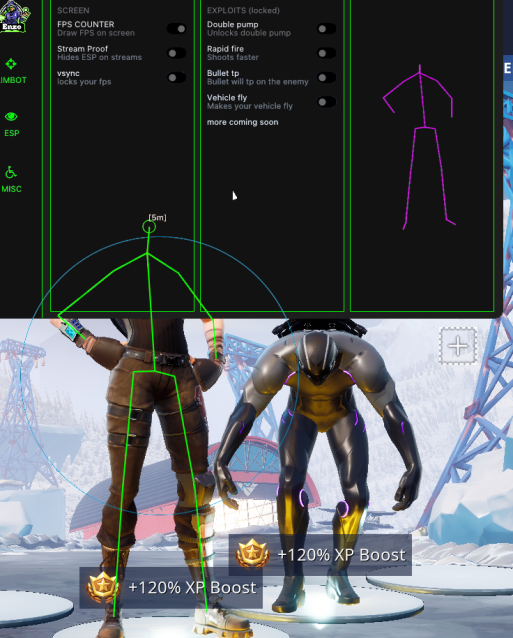 Enzo
SCREEN
FPS COUNTER
Draw FPS on screen
Stream Proof
Hides ESP on streams
vsync
locks your fps
EXPLOITS (locked)
Double pump
Unlocks double pump
Rapid fire
Shoots faster
Bullet tp
Bullet will tp on the enemy
Vehicle fly
Makes your vehicle fly
more coming soon
IMBOT
ESP
MISC
E
[5m]
+120% XP Boost
+120% XP Boost